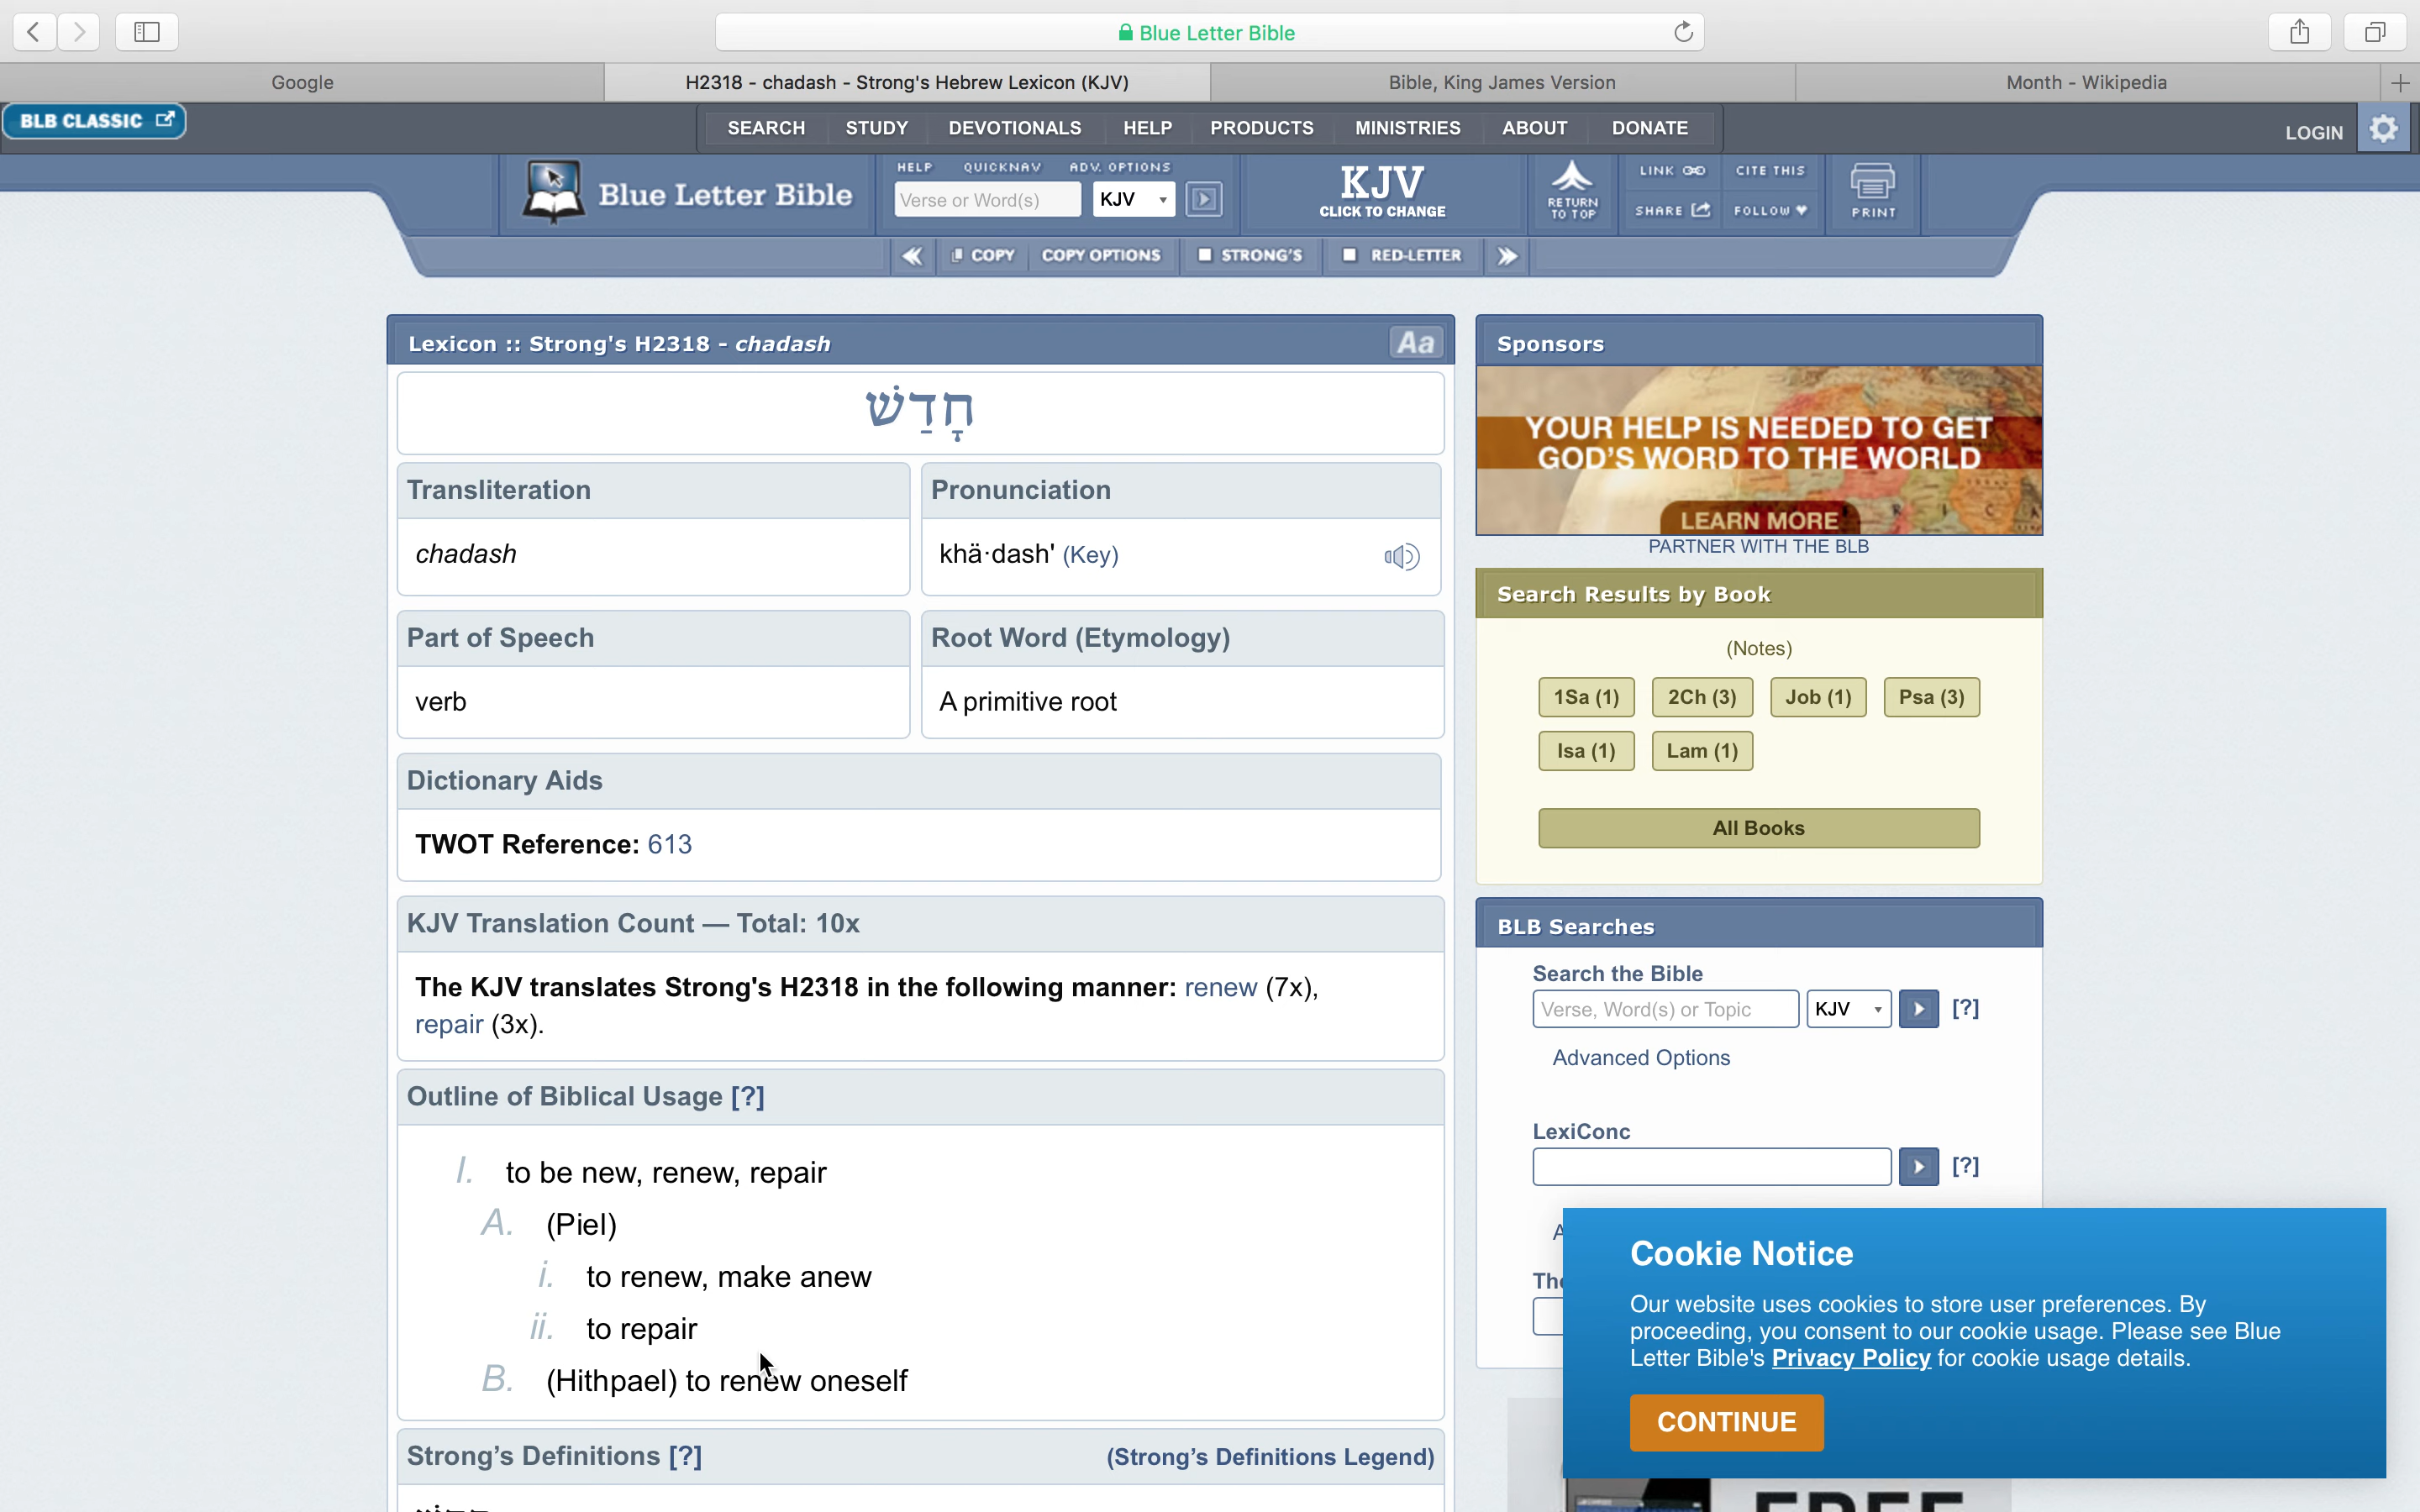 Blue Letter Bible
Google
H2318 - chadash - Strong's Hebrew Lexicon (KJV)
Bible, King James Version
Month - Wikipedia
BLB CLASSIC
SEARCH STUDY DEVOTIONALS HELP PRODUCTS MINISTRIES ABOUT DONATE
LOGIN
Blue Letter Bible
HELP QUICKNAV ADV. OPTIONS
Verse or Word(s) KJV
KJV
CLICK TO CHANGE
RETURN
TO TOP
LINK CITE THIS
SHARE FOLLOW
PRINT
COPY COPY OPTIONS STRONG'S RED-LETTER
Lexicon :: Strong's H2318 - chadash
Aa
חָדַשׁ
Transliteration
chadash
Pronunciation
khä·dash' (Key)
Part of Speech
verb
Root Word (Etymology)
A primitive root
Dictionary Aids
TWOT Reference: 613
KJV Translation Count — Total: 10x
The KJV translates Strong's H2318 in the following manner: renew (7x),
repair (3x).
Outline of Biblical Usage [?]
I. to be new, renew, repair
A. (Piel)
i. to renew, make anew
ii. to repair
B. (Hithpael) to renew oneself
Strong’s Definitions [?] (Strong’s Definitions Legend)
Sponsors
YOUR HELP IS NEEDED TO GET
GOD'S WORD TO THE WORLD
LEARN MORE
PARTNER WITH THE BLB
Search Results by Book
(Notes)
1Sa (1) 2Ch (3) Job (1) Psa (3)
Isa (1) Lam (1)
All Books
BLB Searches
Search the Bible
Verse, Word(s) or Topic KJV [?]
Advanced Options
LexiConc
[?]
Cookie Notice
Our website uses cookies to store user preferences. By
proceeding, you consent to our cookie usage. Please see Blue
Letter Bible's Privacy Policy for cookie usage details.
CONTINUE
FREE